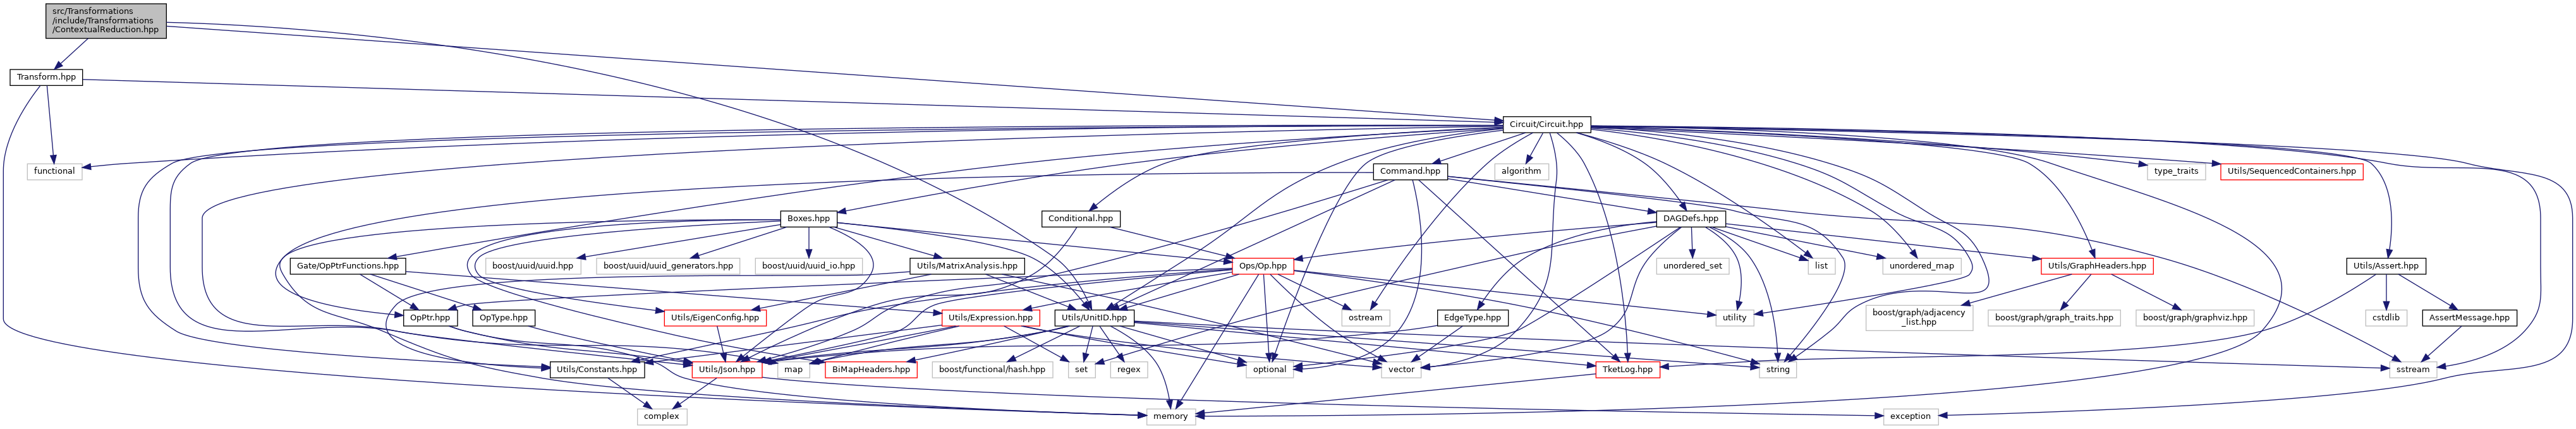 src/Transformations
/include/Transformations
/ContextualReduction.hpp
Transform.hpp
Circuit/Circuit.hpp
functional
Command.hpp
algorithm
type_traits
Utils/SequencedContainers.hpp
Boxes.hpp
Conditional.hpp
DAGDefs.hpp
Gate/OpPtrFunctions.hpp
boost/uuid/uuid.hpp
boost/uuid/uuid_generators.hpp
boost/uuid/uuid_io.hpp
Utils/MatrixAnalysis.hpp
Ops/Op.hpp
unordered_set
list
unordered_map
Utils/GraphHeaders.hpp
Utils/Assert.hpp
OpPtr.hpp
OpType.hpp
Utils/EigenConfig.hpp
Utils/Expression.hpp
Utils/UnitID.hpp
ostream
EdgeType.hpp
utility
boost/graph/adjacency
_list.hpp
boost/graph/graph_traits.hpp
boost/graph/graphviz.hpp
cstdlib
AssertMessage.hpp
Utils/Constants.hpp
Utils/Json.hpp
map
BiMapHeaders.hpp
boost/functional/hash.hpp
set
regex
optional
vector
TketLog.hpp
string
sstream
complex
memory
exception